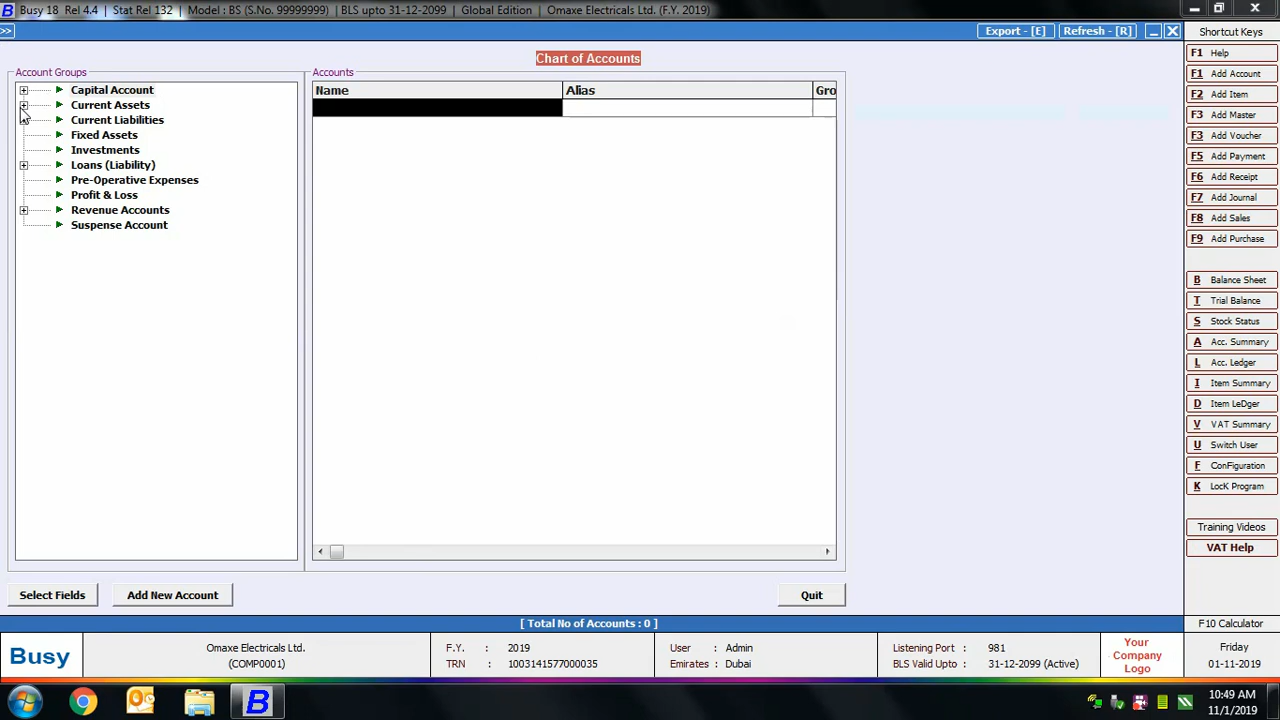 Busy 18 Rel 4.4 | Stat Rel 132 | Model : BS (S.No. 99999999) | BLS upto 31-12-2099 | Global Edition | Omaxe Electricals Ltd. (F.Y. 2019)
>> Export - [E] Refresh - [R] Shortcut Keys
Chart of Accounts
Account Groups
Capital Account
Current Assets
Current Liabilities
Fixed Assets
Investments
Loans (Liability)
Pre-Operative Expenses
Profit & Loss
Revenue Accounts
Suspense Account
Accounts
Name Alias Gro
F1 Help
F1 Add Account
F2 Add Item
F3 Add Master
F3 Add Voucher
F5 Add Payment
F6 Add Receipt
F7 Add Journal
F8 Add Sales
F9 Add Purchase
B Balance Sheet
T Trial Balance
S Stock Status
A Acc. Summary
L Acc. Ledger
I Item Summary
D Item LeDger
V VAT Summary
U Switch User
F ConFiguration
K LocK Program
Training Videos
VAT Help
Select Fields Add New Account Quit
[ Total No of Accounts : 0 ]
F10 Calculator
Busy
Omaxe Electricals Ltd.
(COMP0001)
F.Y. : 2019
TRN : 1003141577000035
User : Admin
Emirates : Dubai
Listening Port : 981
BLS Valid Upto : 31-12-2099 (Active)
Your
Company
Logo
Friday
01-11-2019
10:49 AM
11/1/2019